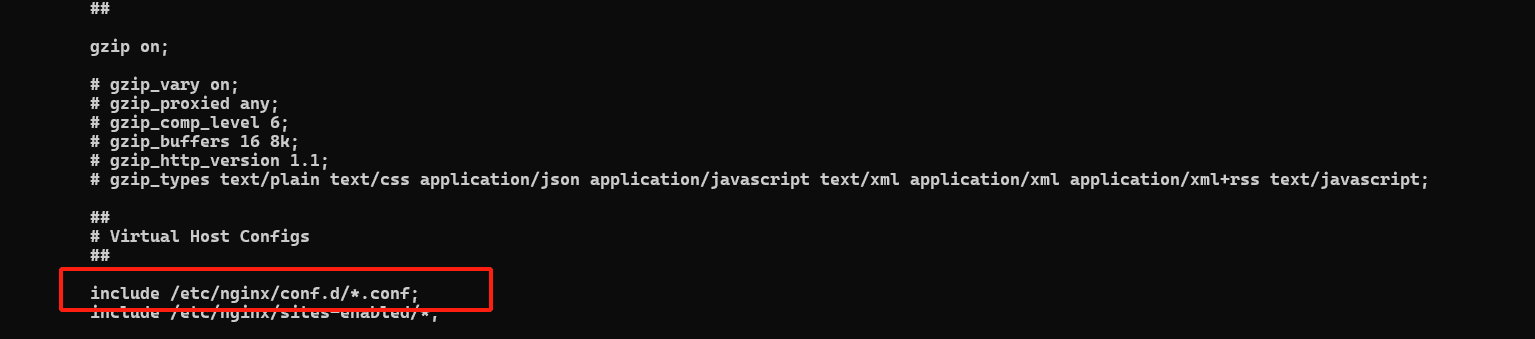 ##
gzip on;
# gzip_vary on;
# gzip_proxied any;
# gzip_comp_level 6;
# gzip_buffers 16 8k;
# gzip_http_version 1.1;
# gzip_types text/plain text/css application/json application/javascript text/xml application/xml application/xml+rss text/javascript;
##
# Virtual Host Configs
##
include /etc/nginx/conf.d/*.conf;
include /etc/nginx/sites-enabled/*;